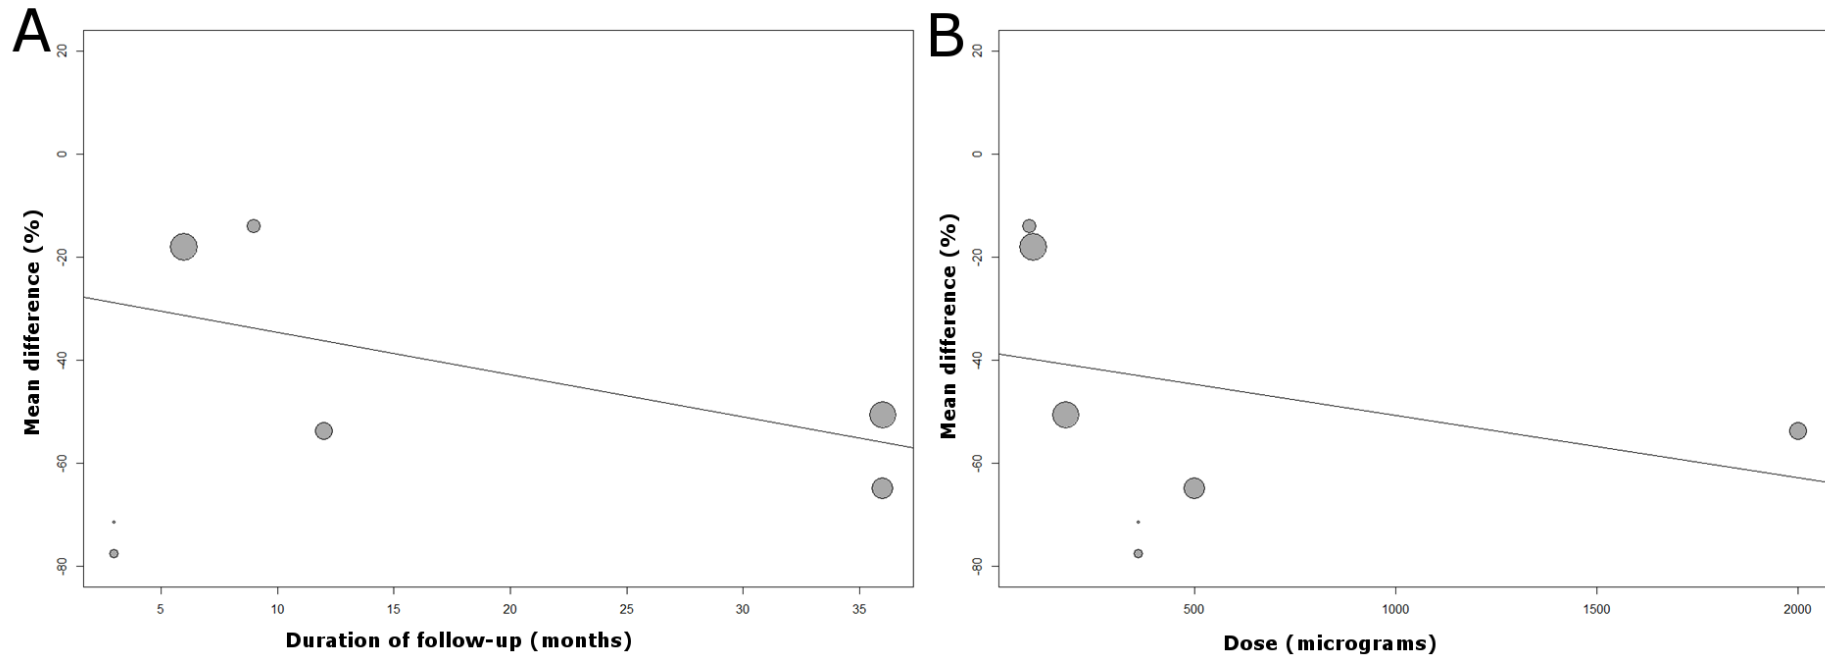 A
20
0
-20
-40
-60
-80
Mean difference (%)
5 10 15 20 25 30 35
Duration of follow-up (months)
B
20
0
-20
-40
-60
-80
Mean difference (%)
500 1000 1500 2000
Dose (micrograms)